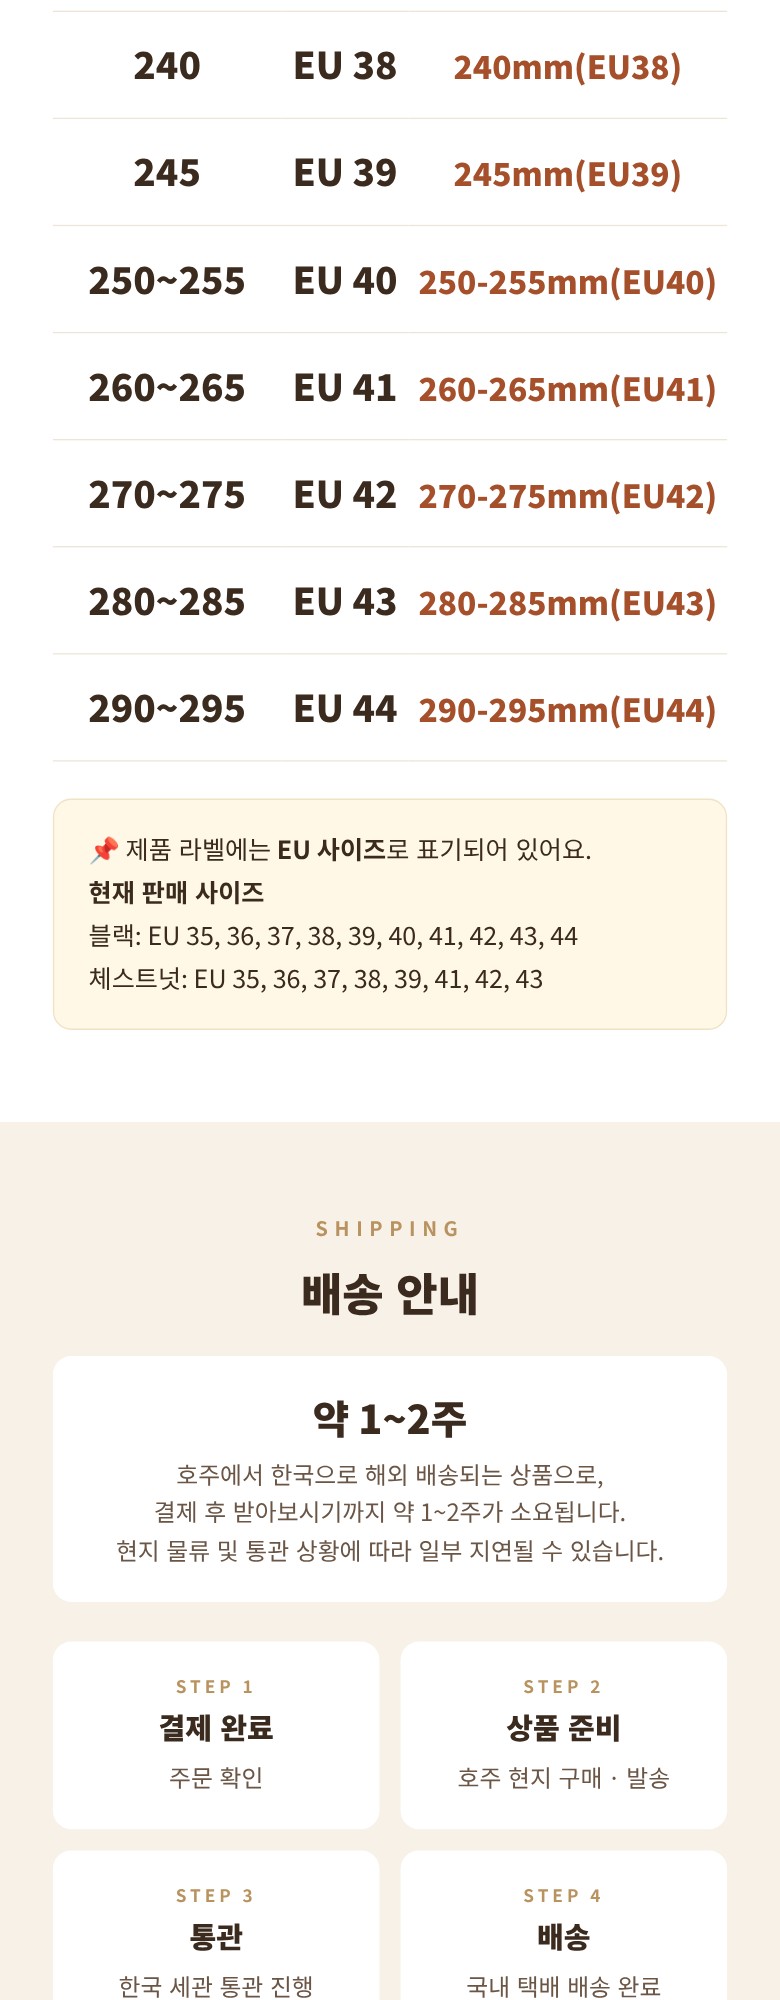 240 EU 38 240mm(EU38)
245 EU 39 245mm(EU39)
250~255 EU 40 250-255mm(EU40)
260~265 EU 41 260-265mm(EU41)
270~275 EU 42 270-275mm(EU42)
280~285 EU 43 280-285mm(EU43)
290~295 EU 44 290-295mm(EU44)
📌 제품 라벨에는 EU 사이즈로 표기되어 있어요.
현재 판매 사이즈
블랙: EU 35, 36, 37, 38, 39, 40, 41, 42, 43, 44
체스트넛: EU 35, 36, 37, 38, 39, 41, 42, 43
SHIPPING
배송 안내
약 1~2주
호주에서 한국으로 해외 배송되는 상품으로,
결제 후 받아보시기까지 약 1~2주가 소요됩니다.
현지 물류 및 통관 상황에 따라 일부 지연될 수 있습니다.
STEP 1
결제 완료
주문 확인
STEP 2
상품 준비
호주 현지 구매 · 발송
STEP 3
통관
한국 세관 통관 진행
STEP 4
배송
국내 택배 배송 완료